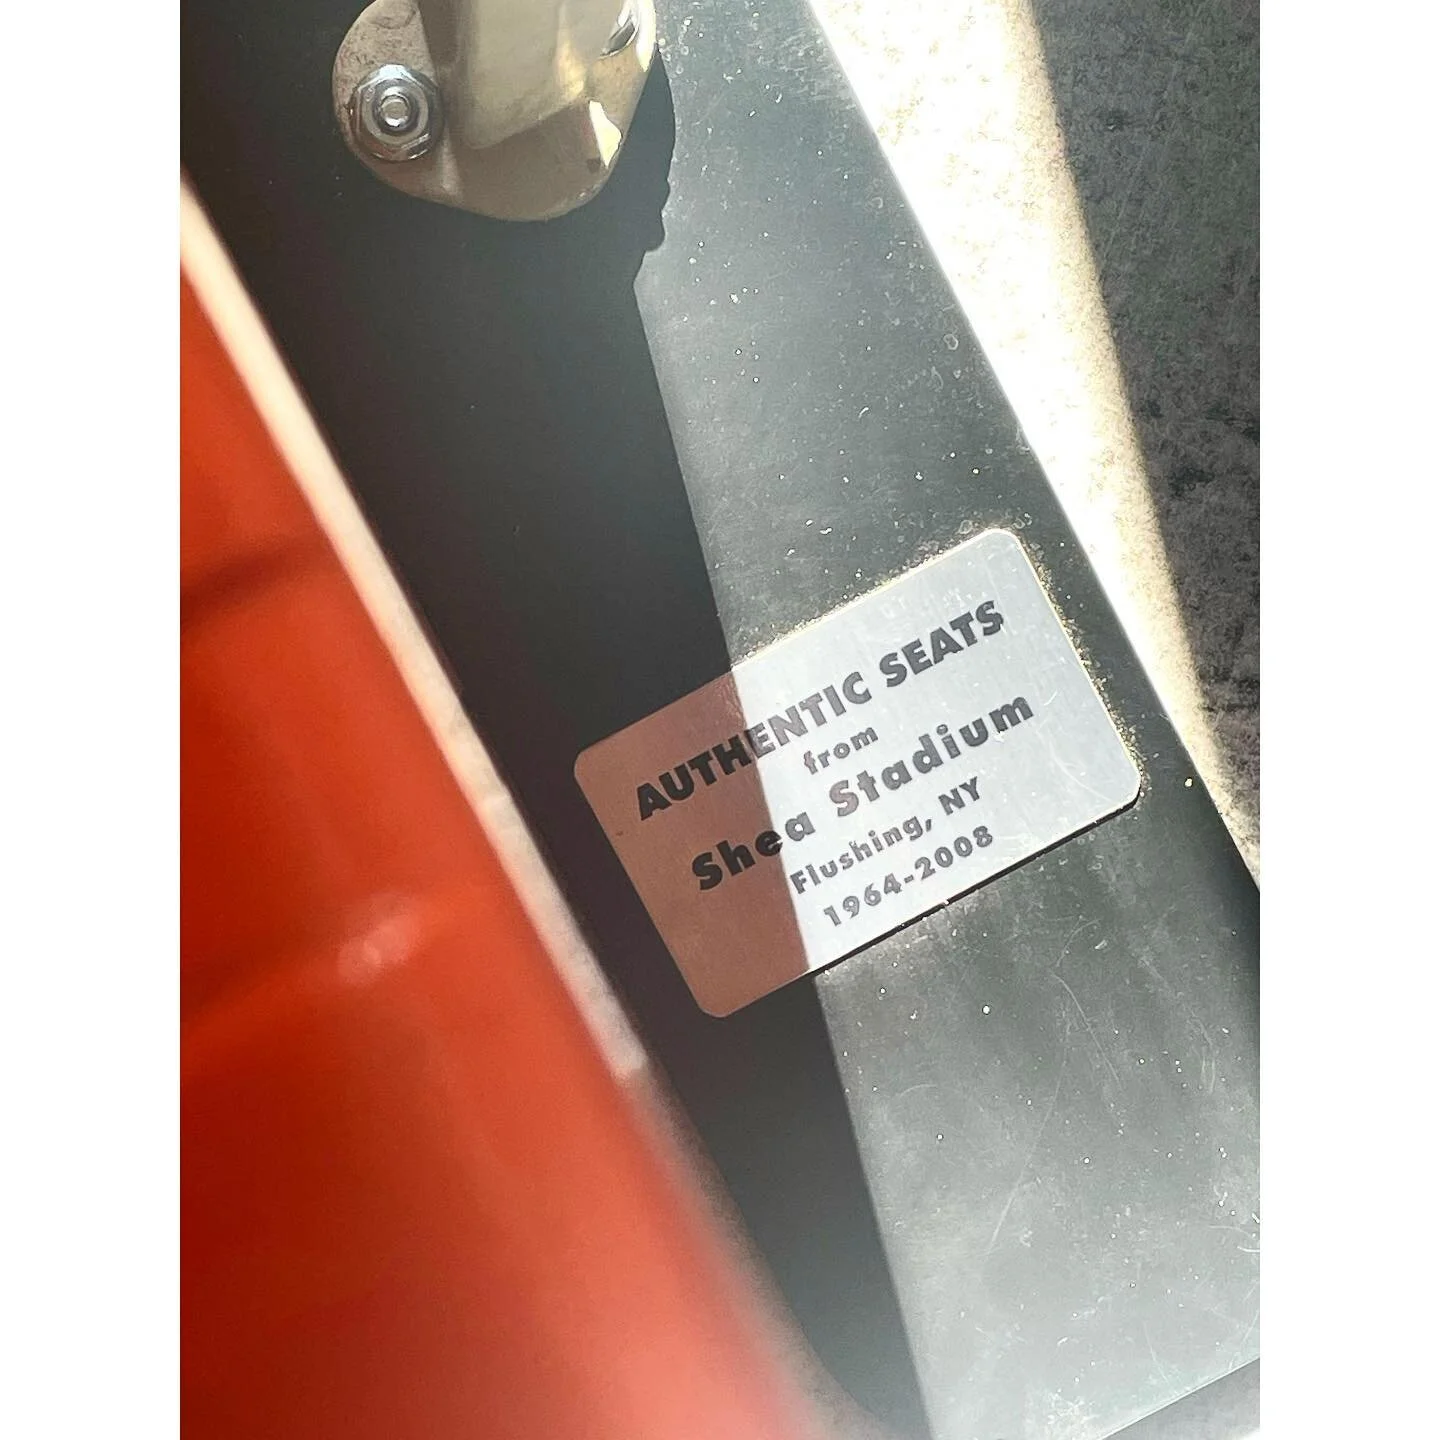 AUTHENTIC SEATS
from
Shea Stadium
Flushing, NY
1964-2008